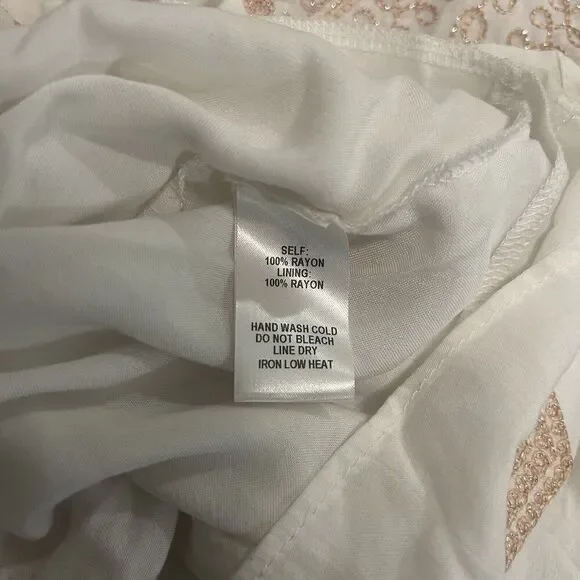 SELF:
100% RAYON
LINING:
100% RAYON
HAND WASH COLD
DO NOT BLEACH
LINE DRY
IRON LOW HEAT